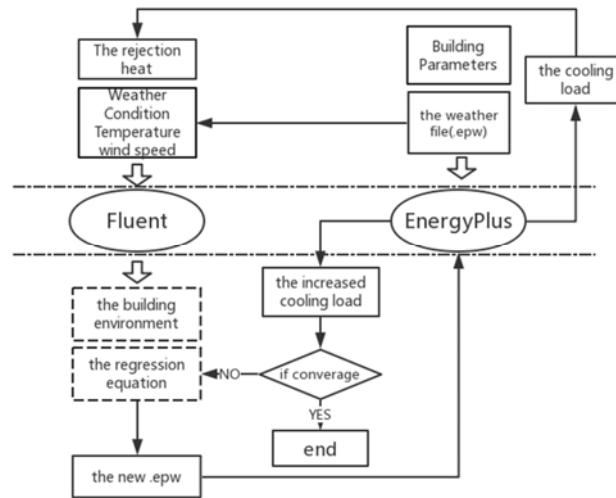 The rejection
heat
Weather
Condition
Temperature
wind speed
Building
Parameters
the weather
file(.epw)
the cooling
load
Fluent
EnergyPlus
the building
environment
the regression
equation
the increased
cooling load
if converage
NO
YES
end
the new .epw